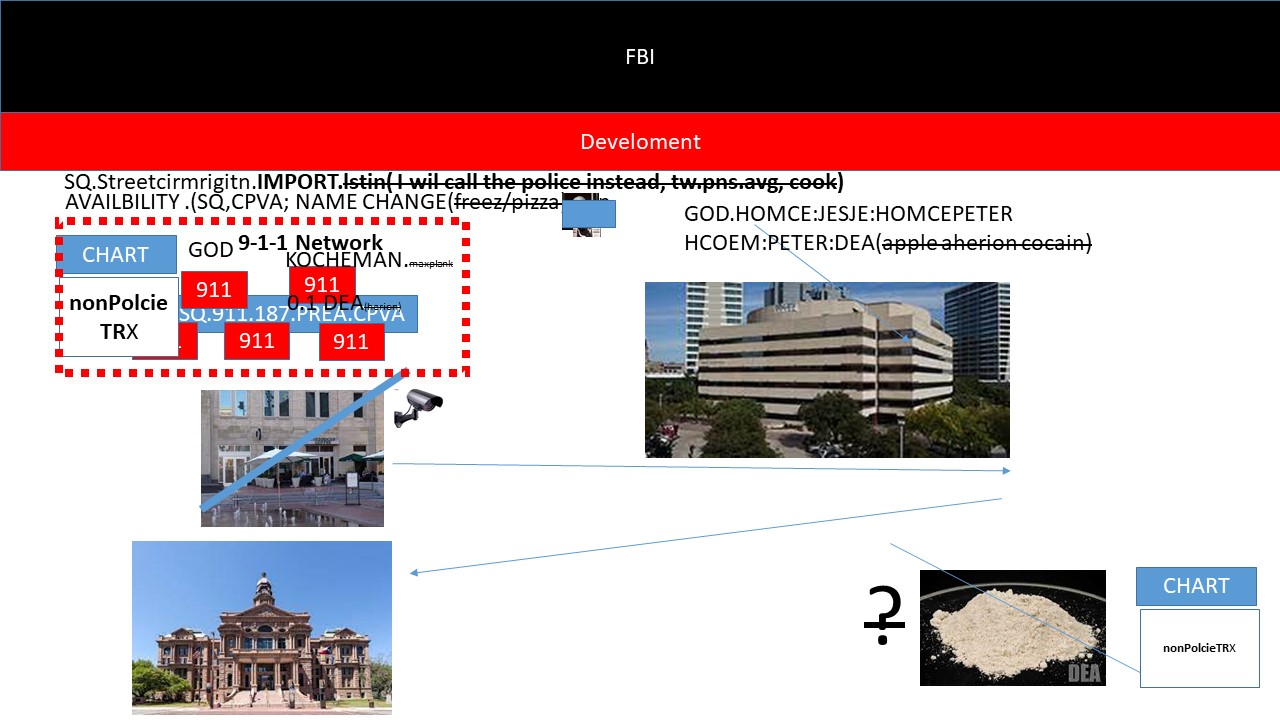 FBI
Develoment
SQ.Streetcirmrigitn.IMPORT.lstin( I wil call the police instead, tw.pns.avg, cook)
AVAILBILITY .(SQ,CPVA; NAME CHANGE(freez/pizza
GOD.HOMCE:JESJE:HOMCEPETER
HCOEM:PETER:DEA(apple aherion cocain)
CHART
GOD
9-1-1 Network
KOCHEMAN.maxplank
911
911
nonPolcie
TRX
0.1 DEA(harion)
SQ.911.187.PREA.CPVA
911
911
?
DEA
CHART
nonPolcieTRX